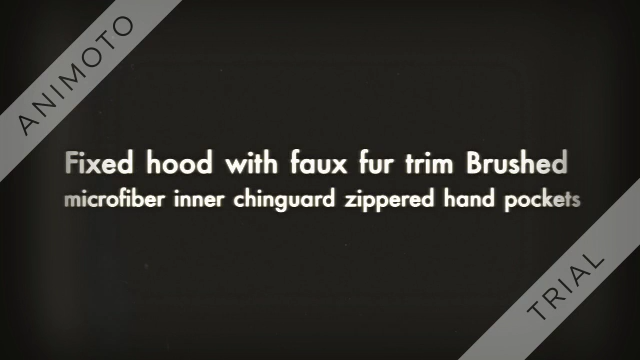 ANIMOTO
Fixed hood with faux fur trim Brushed
microfiber inner chinguard zippered hand pockets
TRIAL